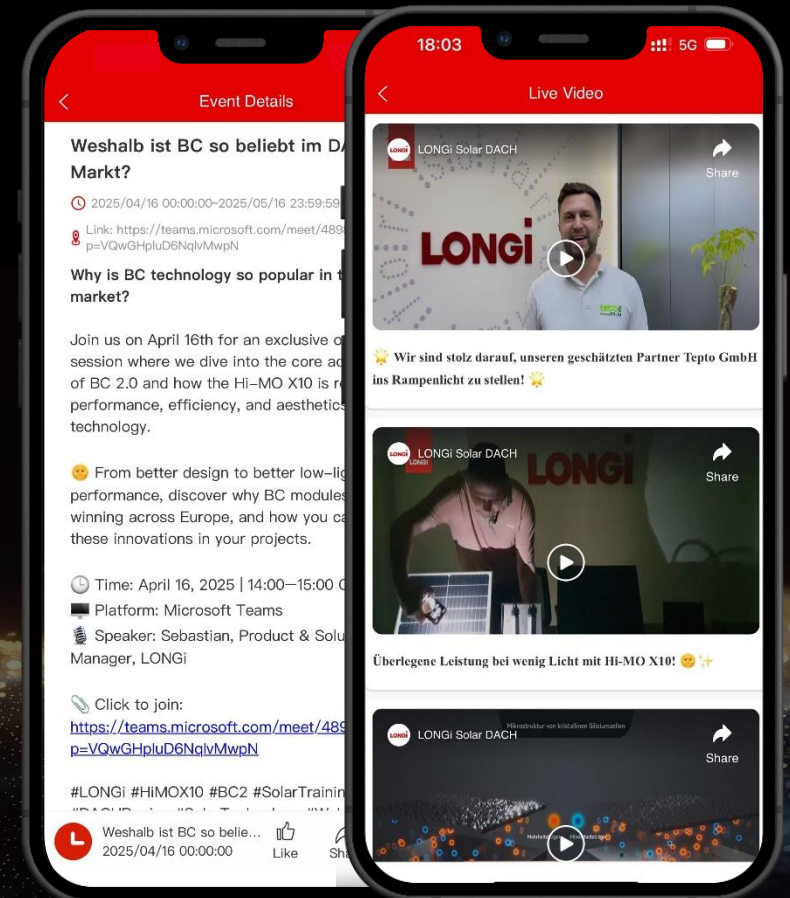 Event Details
Weshalb ist BC so beliebt im
Markt?
2025/04/16 00:00:00~2025/05/16 23:59:59
Link: https://teams.microsoft.com/meet/489
p=VQwGHpluD6NqlvMwpN
Why is BC technology so popular in
market?
Join us on April 16th for an exclusive
session where we dive into the core
of BC 2.0 and how the Hi-MO X10 is
performance, efficiency, and aesthetics
technology.
From better design to better
performance, discover why BC modules
winning across Europe, and how you
these innovations in your projects.
Time: April 16, 2025 | 14:00—15:00
Platform: Microsoft Teams
Speaker: Sebastian, Product &
Manager, LONGi
Click to join:
https://teams.microsoft.com/meet/489
p=VQwGHpluD6NqlvMwpN
#LONGi #HiMOX10 #BC2
Weshalb ist BC so belie...
2025/04/16 00:00:00
Like
18:03
5G
Live Video
LONGi
LONGi Solar DACH
Share
LONGi
tepto
Wir sind stolz darauf, unseren geschätzten Partner Tepto GmbH
ins Rampenlicht zu stellen!
LONGi
LONGi Solar DACH
Share
LONGi
LONGi
Überlegene Leistung bei wenig Licht mit Hi-MO X10!
Mikrostruktur von kristallinen Siliziumzellen
LONGi
LONGi Solar DACH
Share